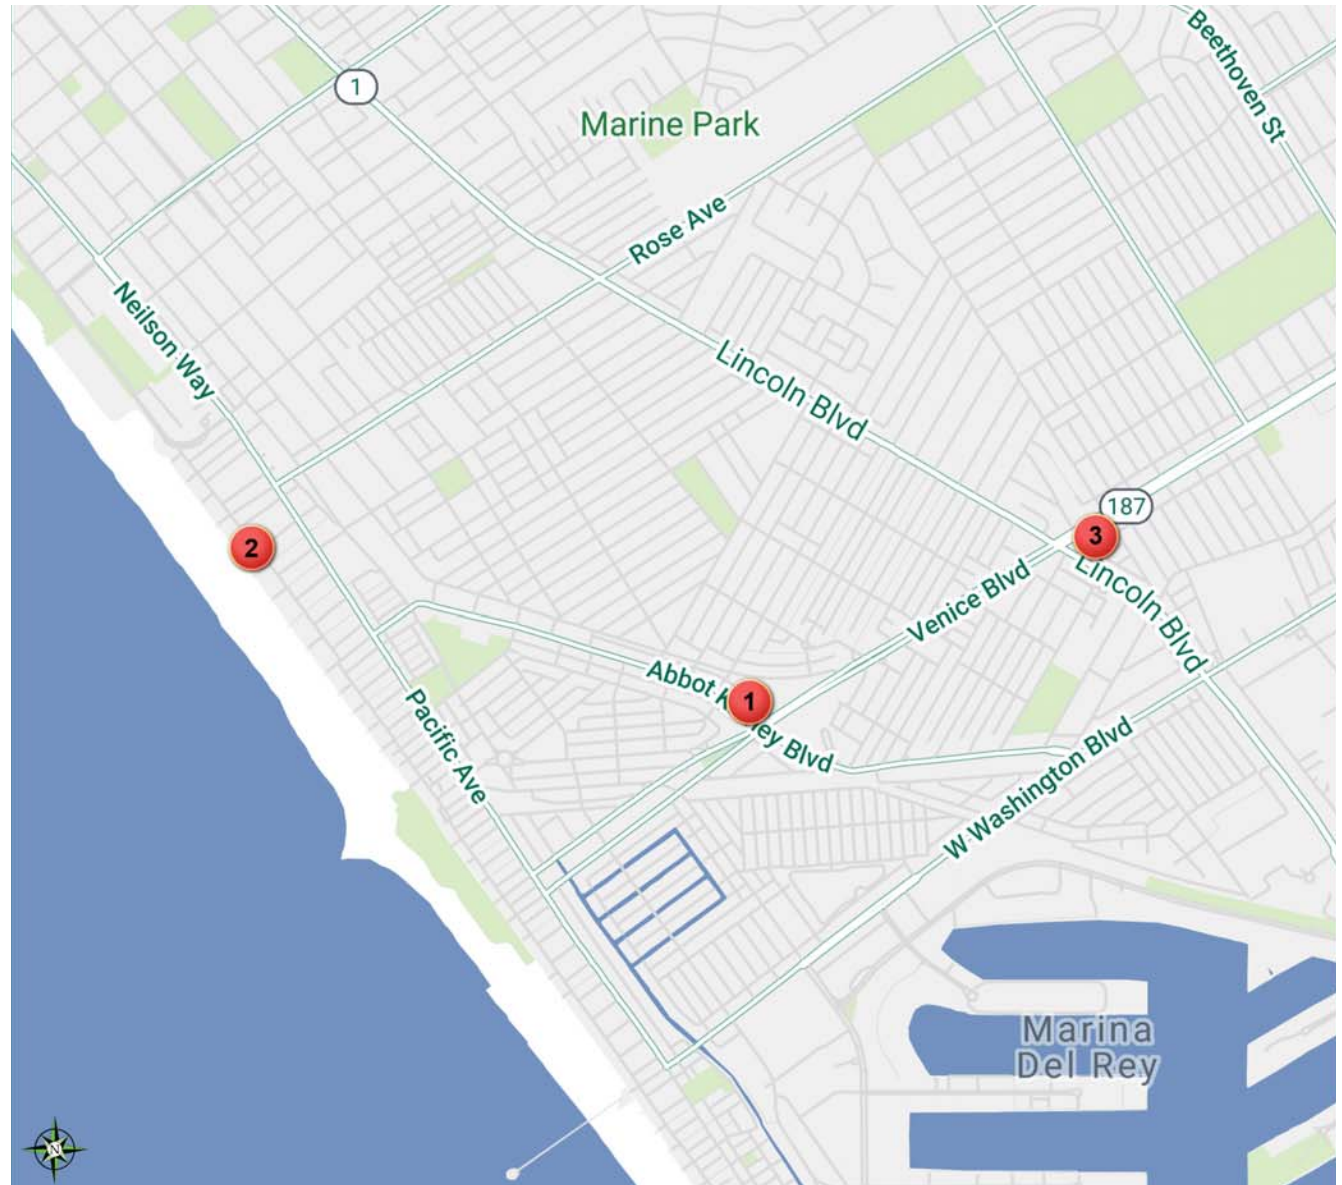 Beethoven St
1
Marine Park
Rose Ave
Neilson Way
Lincoln Blvd
187
2
3
Lincoln Blvd
Venice Blvd
Abbot K
1
ey Blvd
Pacific Ave
W Washington Blvd
Marina
Del Rey
N